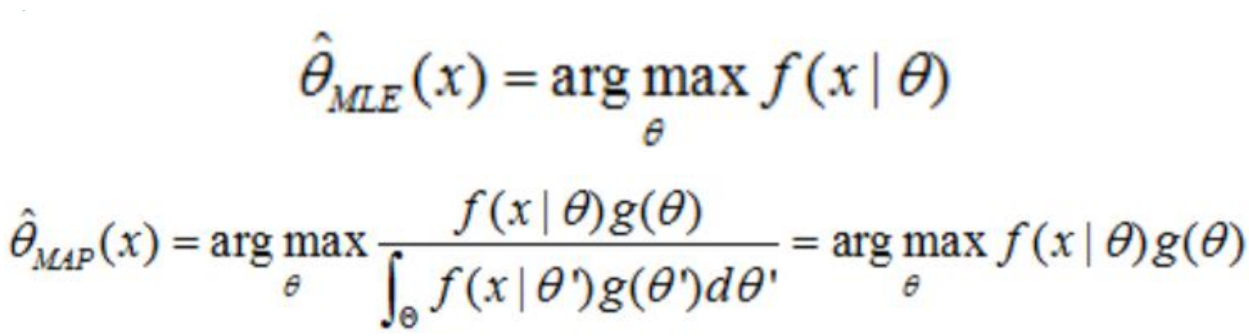 θ̂_MLE(x) = arg max_θ f(x | θ)
θ̂_MAP(x) = arg max_θ f(x | θ)g(θ) / ∫_Θ f(x | θ')g(θ')dθ' = arg max_θ f(x | θ)g(θ)